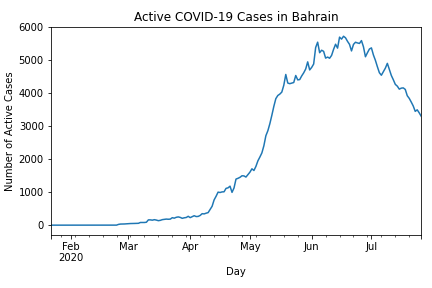 Active COVID-19 Cases in Bahrain
Number of Active Cases
6000
5000
4000
3000
2000
1000
0
Feb Mar Apr May Jun Jul
2020
Day